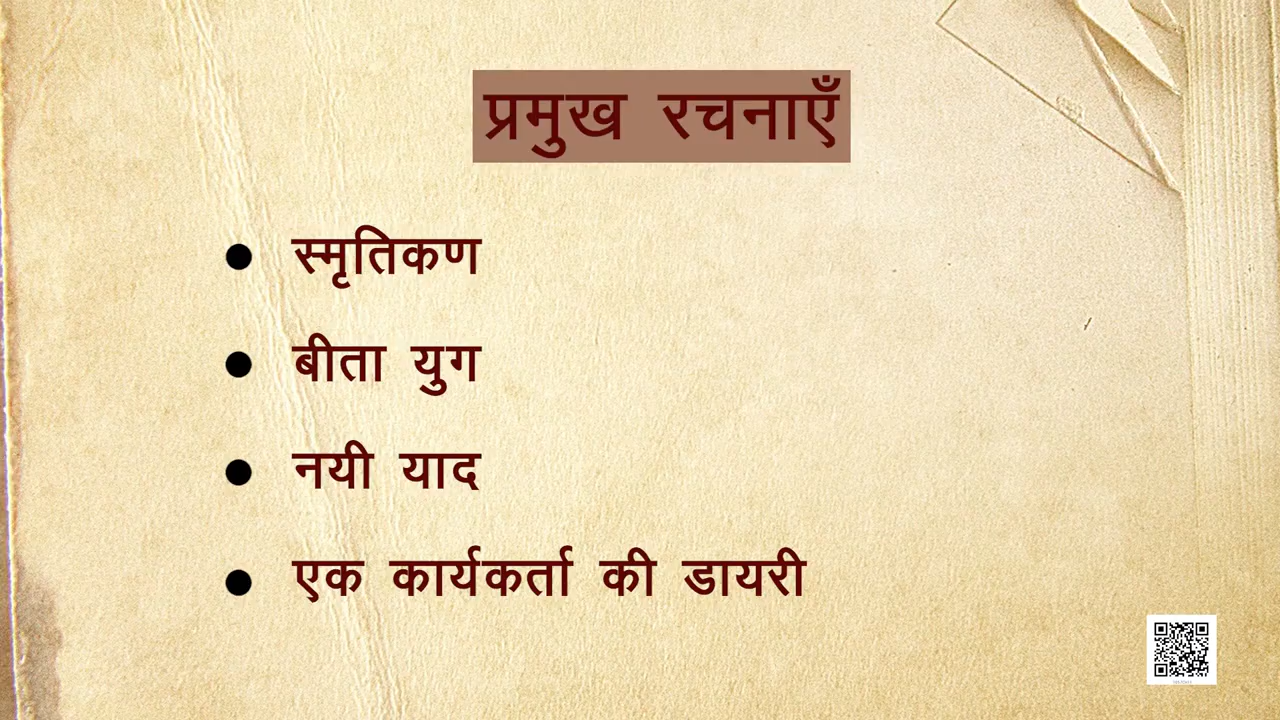 प्रमुख रचनाएँ
स्मृतिकण
बीता युग
नयी याद
एक कार्यकर्ता की डायरी